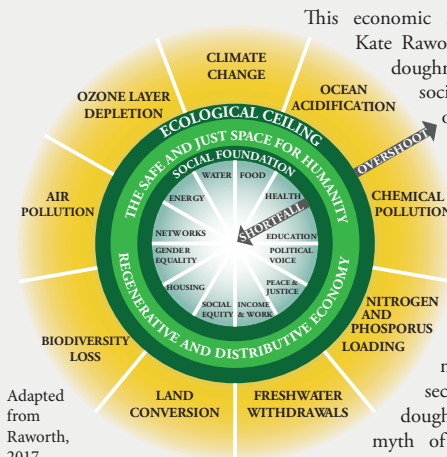 This economic
Kate Rawo
doughn
soci
CLIMATE
CHANGE
OZONE LAYER
DEPLETION
OCEAN
ACIDIFICATION
ECOLOGICAL CEILING
OVERSHOOT
THE SAFE AND JUST SPACE FOR HUMANITY
SOCIAL FOUNDATION
WATER
FOOD
AIR
POLLUTION
ENERGY
HEALTH
CHEMICAL
POLLUTION
SHORTFALL
NETWORKS
EDUCATION
GENDER
EQUALITY
POLITICAL
VOICE
HOUSING
PEACE &
JUSTICE
SOCIAL
EQUITY
INCOME
& WORK
REGENERATIVE AND DISTRIBUTIVE ECONOMY
NITROGEN
AND
PHOSPORUS
LOADING
BIODIVERSITY
LOSS
LAND
CONVERSION
FRESHWATER
WITHDRAWALS
sec
dough
myth of
Adapted
from
Raworth,
2017